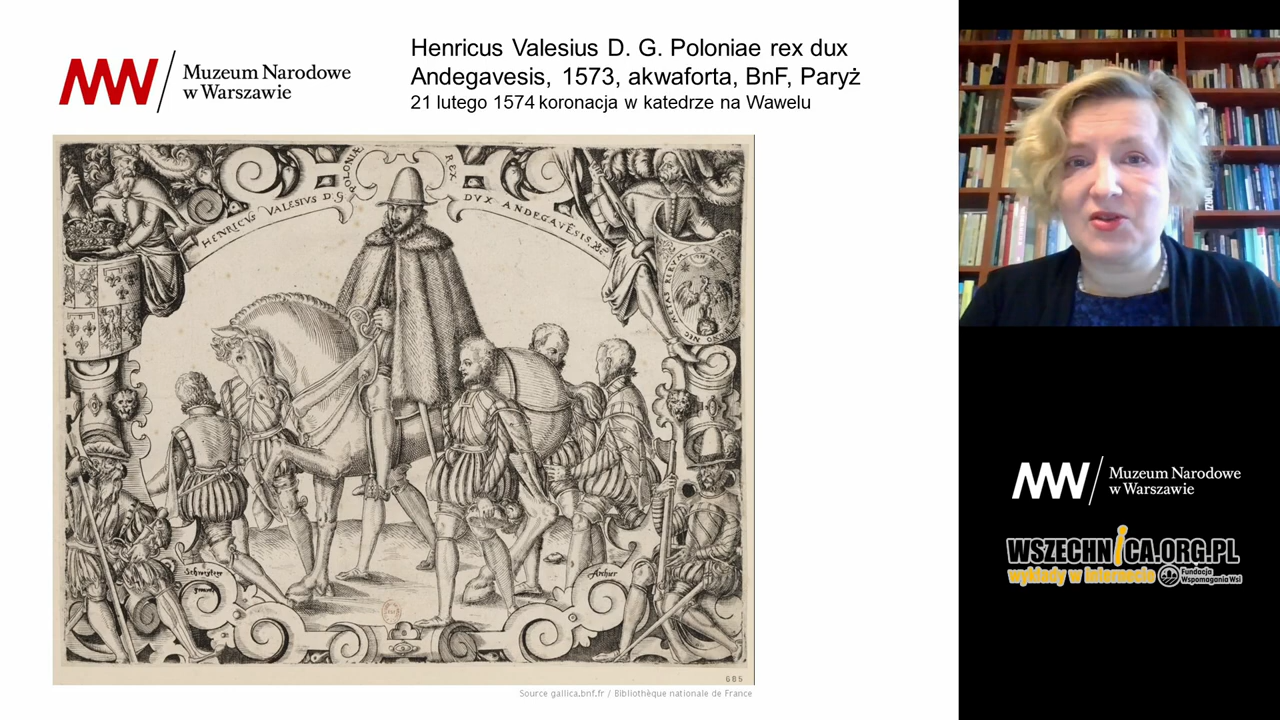 Muzeum Narodowe
w Warszawie
Henricus Valesius D. G. Poloniae rex dux
Andegavesis, 1573, akwaforta, BnF, Paryż
21 lutego 1574 koronacja w katedrze na Wawelu
HENRICVS VALESIVS D.G. POLONIÆ REX DVX ANDEGAVĒSIS
Archier
685
Source gallica.bnf.fr / Bibliothèque nationale de France
Muzeum Narodowe
w Warszawie
WSZECHNICA.ORG.PL
wykłady w internecie
Fundacja
Wspomagania Wsi